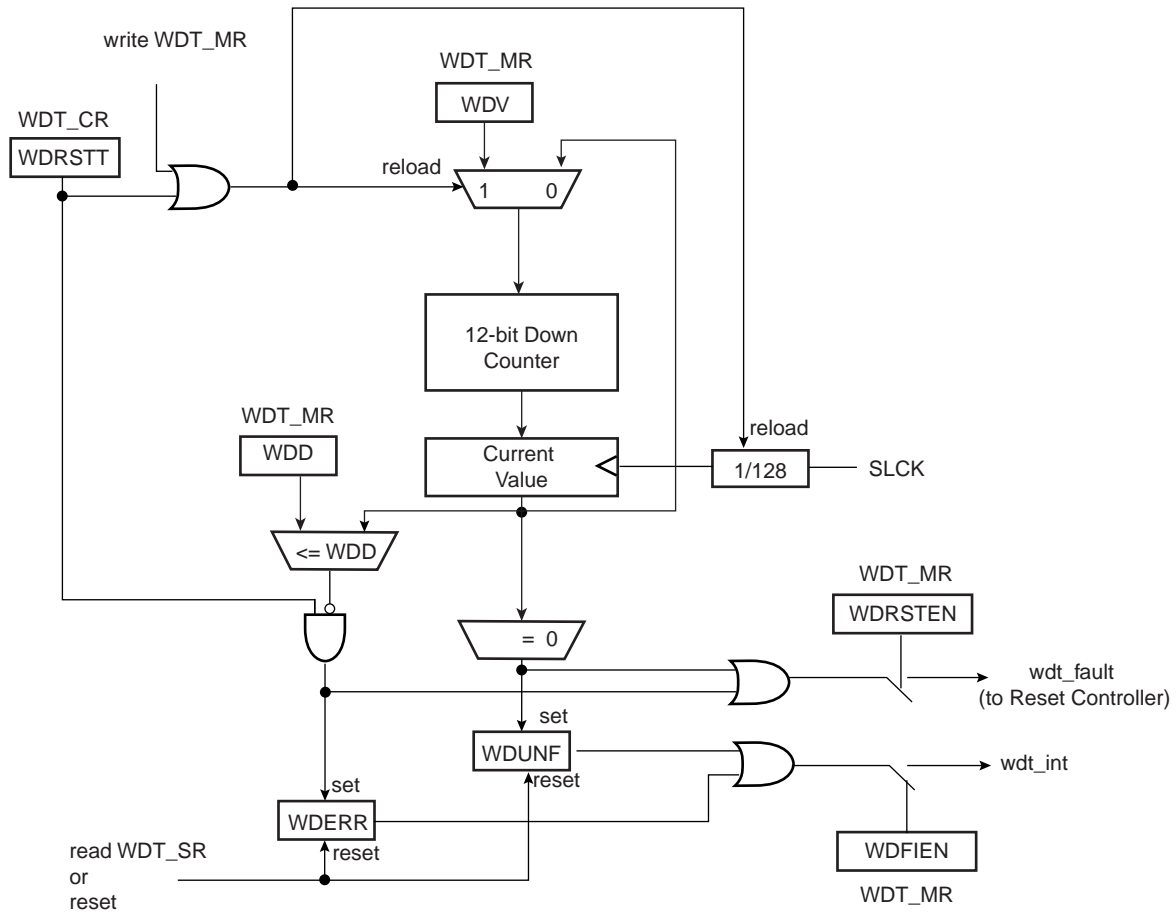 write WDT_MR
WDT_MR
WDV
WDT_CR
WDRSTT
reload
1 0
12-bit Down
Counter
WDT_MR
WDD
reload
Current
Value
1/128
SLCK
<= WDD
WDT_MR
WDRSTEN
= 0
wdt_fault
(to Reset Controller)
set
WDUNF
reset
wdt_int
set
WDERR
reset
WDFIEN
WDT_MR
read WDT_SR
or
reset